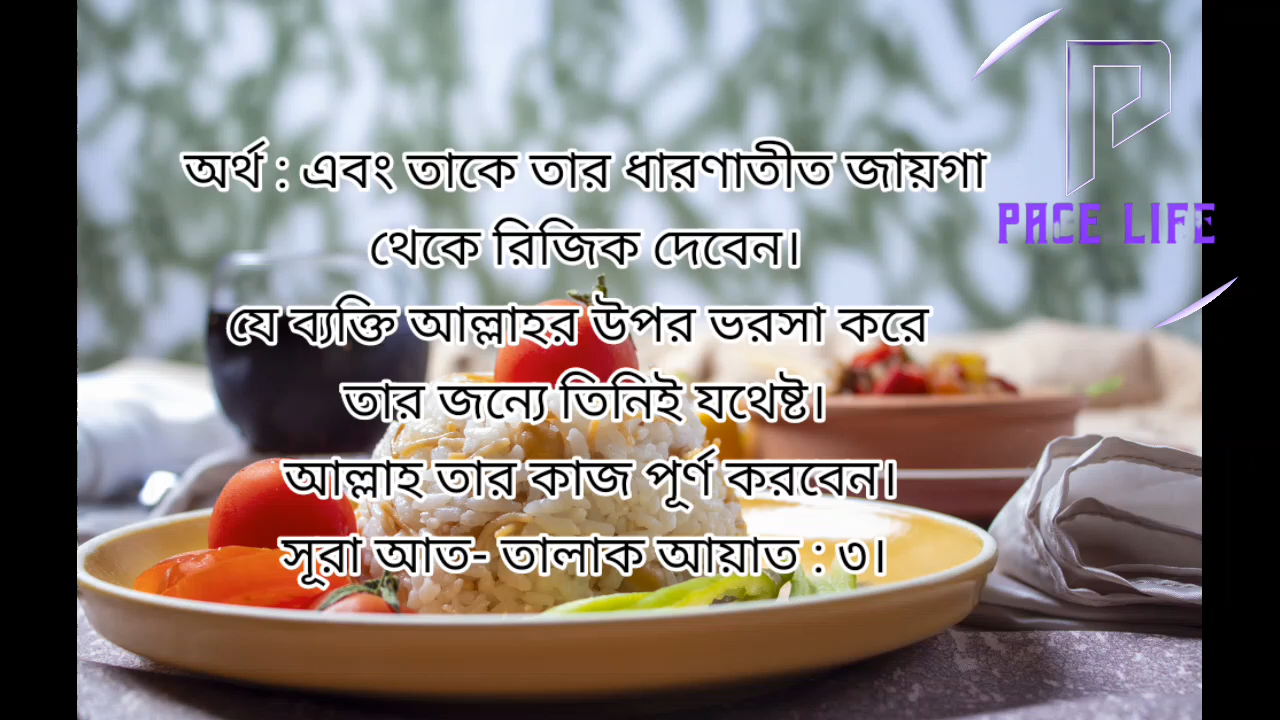 অর্থ : এবং তাকে তার ধারণাতীত জায়গা
থেকে রিজিক দেবেন।
যে ব্যক্তি আল্লাহর উপর ভরসা করে
তার জন্যে তিনিই যথেষ্ট।
আল্লাহ তার কাজ পূর্ণ করবেন।
সূরা আত- তালাক আয়াত : ৩।
PACE LIFE